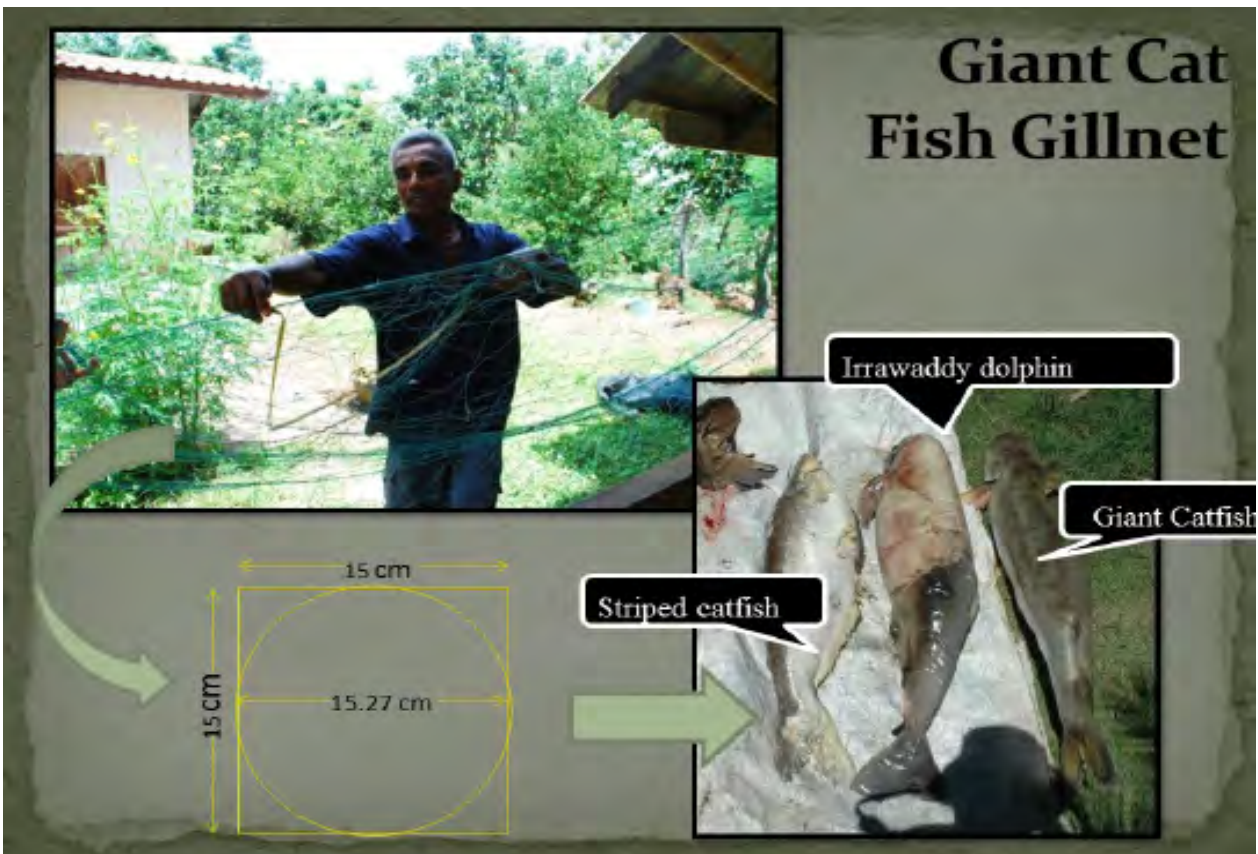 Giant Cat
Fish Gillnet
Irrawaddy dolphin
Giant Catfish
Striped catfish
15 cm
15 cm
15.27 cm